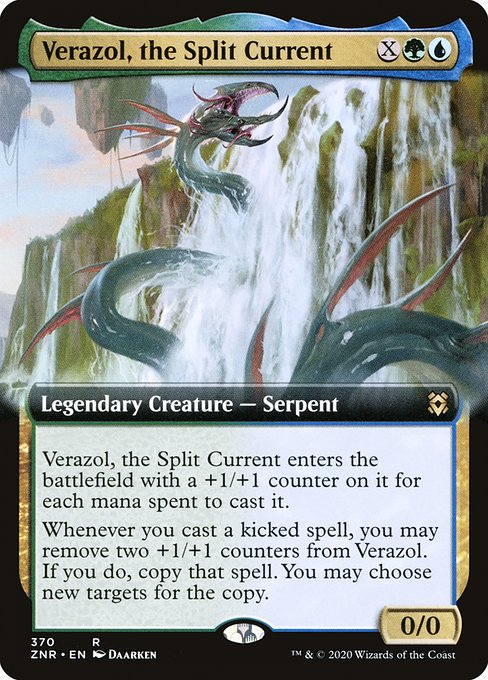 Verazol, the Split Current X
Legendary Creature — Serpent
Verazol, the Split Current enters the
battlefield with a +1/+1 counter on it for
each mana spent to cast it.
Whenever you cast a kicked spell, you may
remove two +1/+1 counters from Verazol.
If you do, copy that spell. You may choose
new targets for the copy.
0/0
370 R
ZNR • EN DAARKEN
™ & © 2020 Wizards of the Coast